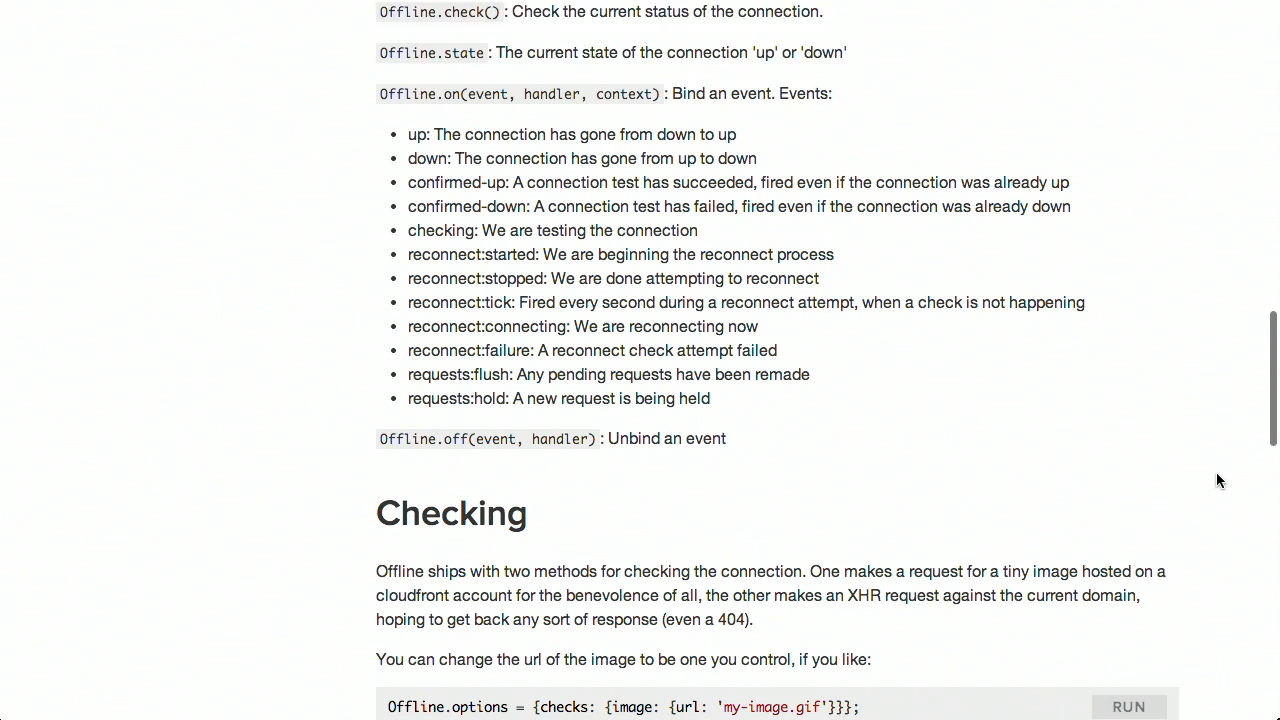 Offline.check(): Check the current status of the connection.
Offline.state: The current state of the connection 'up' or 'down'
Offline.on(event, handler, context): Bind an event. Events:
• up: The connection has gone from down to up
• down: The connection has gone from up to down
• confirmed-up: A connection test has succeeded, fired even if the connection was already up
• confirmed-down: A connection test has failed, fired even if the connection was already down
• checking: We are testing the connection
• reconnect:started: We are beginning the reconnect process
• reconnect:stopped: We are done attempting to reconnect
• reconnect:tick: Fired every second during a reconnect attempt, when a check is not happening
• reconnect:connecting: We are reconnecting now
• reconnect:failure: A reconnect check attempt failed
• requests:flush: Any pending requests have been remade
• requests:hold: A new request is being held
Offline.off(event, handler): Unbind an event
Checking
Offline ships with two methods for checking the connection. One makes a request for a tiny image hosted on a
cloudfront account for the benevolence of all, the other makes an XHR request against the current domain,
hoping to get back any sort of response (even a 404).
You can change the url of the image to be one you control, if you like:
Offline.options = {checks: {image: {url: 'my-image.gif'}}}; RUN